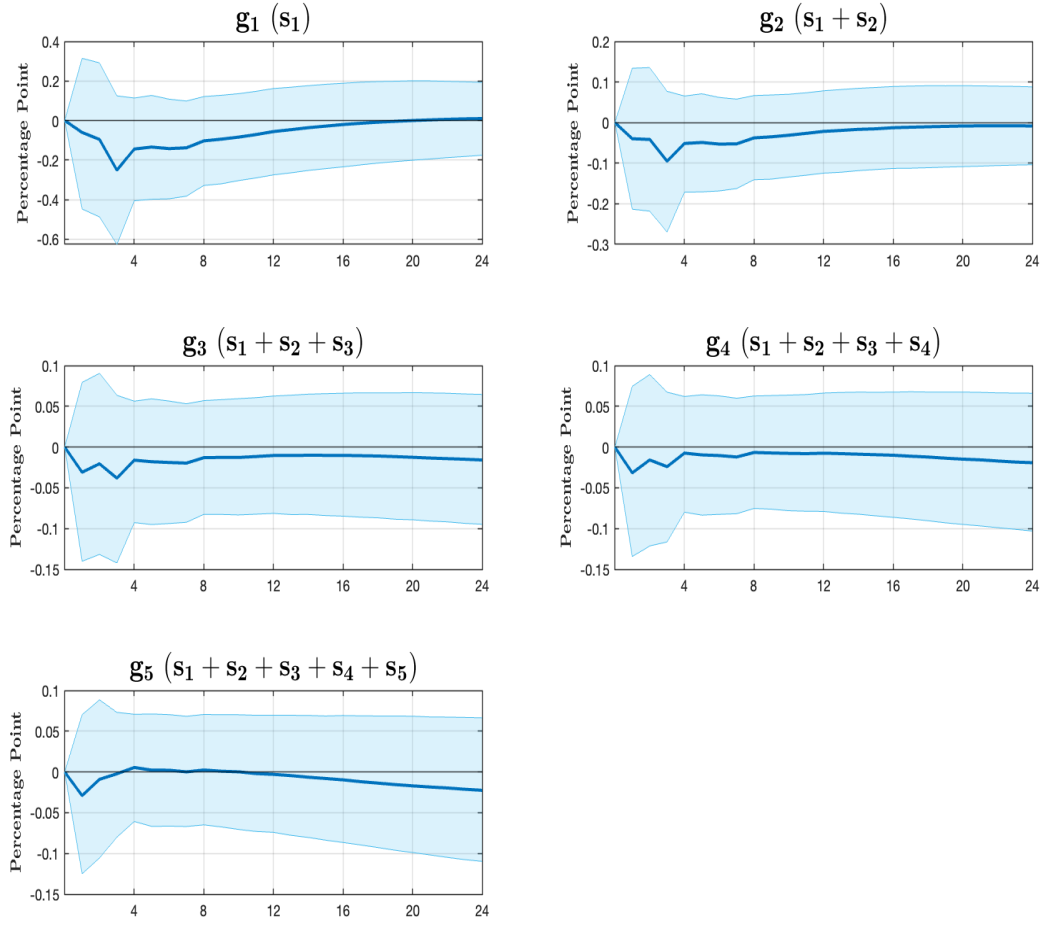 g1 (s1)
Percentage Point
0.4
0.2
0
-0.2
-0.4
-0.6
4 8 12 16 20 24
g2 (s1 + s2)
Percentage Point
0.2
0.1
0
-0.1
-0.2
-0.3
4 8 12 16 20 24
g3 (s1 + s2 + s3)
Percentage Point
0.1
0.05
0
-0.05
-0.1
-0.15
4 8 12 16 20 24
g4 (s1 + s2 + s3 + s4)
Percentage Point
0.1
0.05
0
-0.05
-0.1
-0.15
4 8 12 16 20 24
g5 (s1 + s2 + s3 + s4 + s5)
Percentage Point
0.1
0.05
0
-0.05
-0.1
-0.15
4 8 12 16 20 24